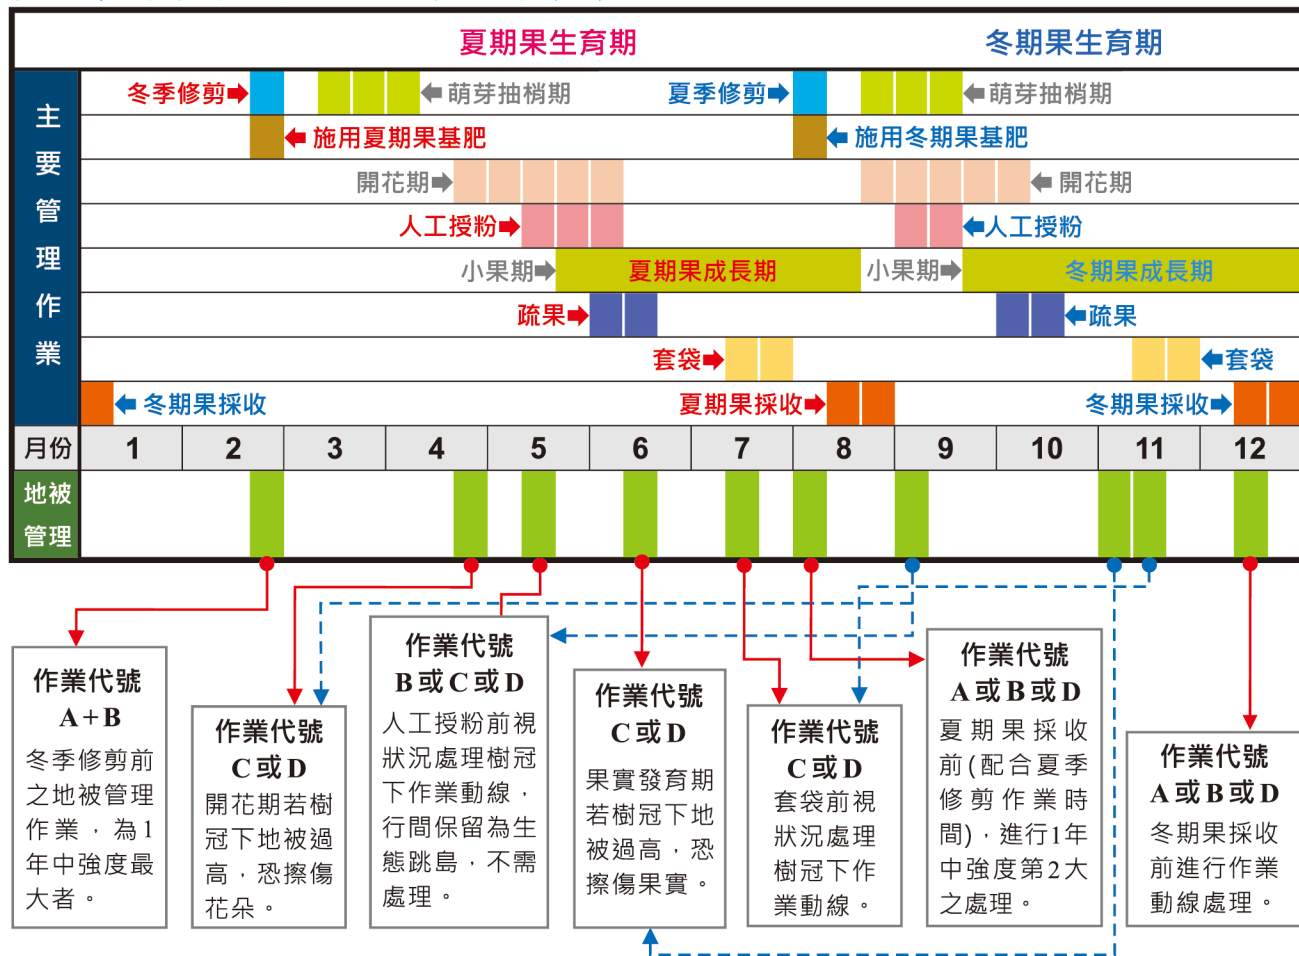 夏期果生育期
冬期果生育期
主要管理作業
冬季修剪
萌芽抽梢期
夏季修剪
萌芽抽梢期
施用夏期果基肥
施用冬期果基肥
開花期
開花期
人工授粉
人工授粉
小果期
夏期果成長期
小果期
冬期果成長期
疏果
疏果
套袋
套袋
冬期果採收
夏期果採收
冬期果採收
月份 1 2 3 4 5 6 7 8 9 10 11 12
地被
管理
作業代號
A+B
冬季修剪前
之地被管理
作業，為1
年中強度最
大者。
作業代號
C或D
開花期若樹
冠下地被過
高，恐擦傷
花朵。
作業代號
B或C或D
人工授粉前視
狀況處理樹冠
下作業動線，
行間保留為生
態跳島，不需
處理。
作業代號
C或D
果實發育期
若樹冠下地
被過高，恐
擦傷果實。
作業代號
C或D
套袋前視
狀況處理
樹冠下作
業動線。
作業代號
A或B或D
夏期果採收
前(配合夏季
修剪作業時
間)，進行1年
中強度第2大
之處理。
作業代號
A或B或D
冬期果採收
前進行作業
動線處理。